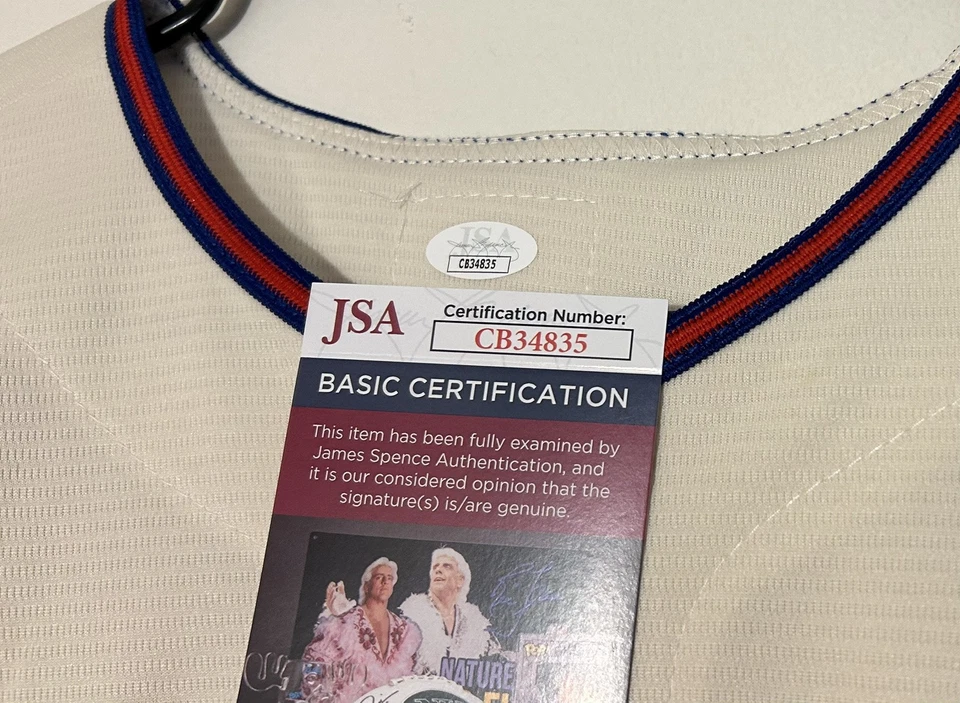 JSA
CB34835
JSA
Certification Number:
CB34835
BASIC CERTIFICATION
This item has been fully examined by
James Spence Authentication, and
it is our considered opinion that the
signature(s) is/are genuine.
NATURE